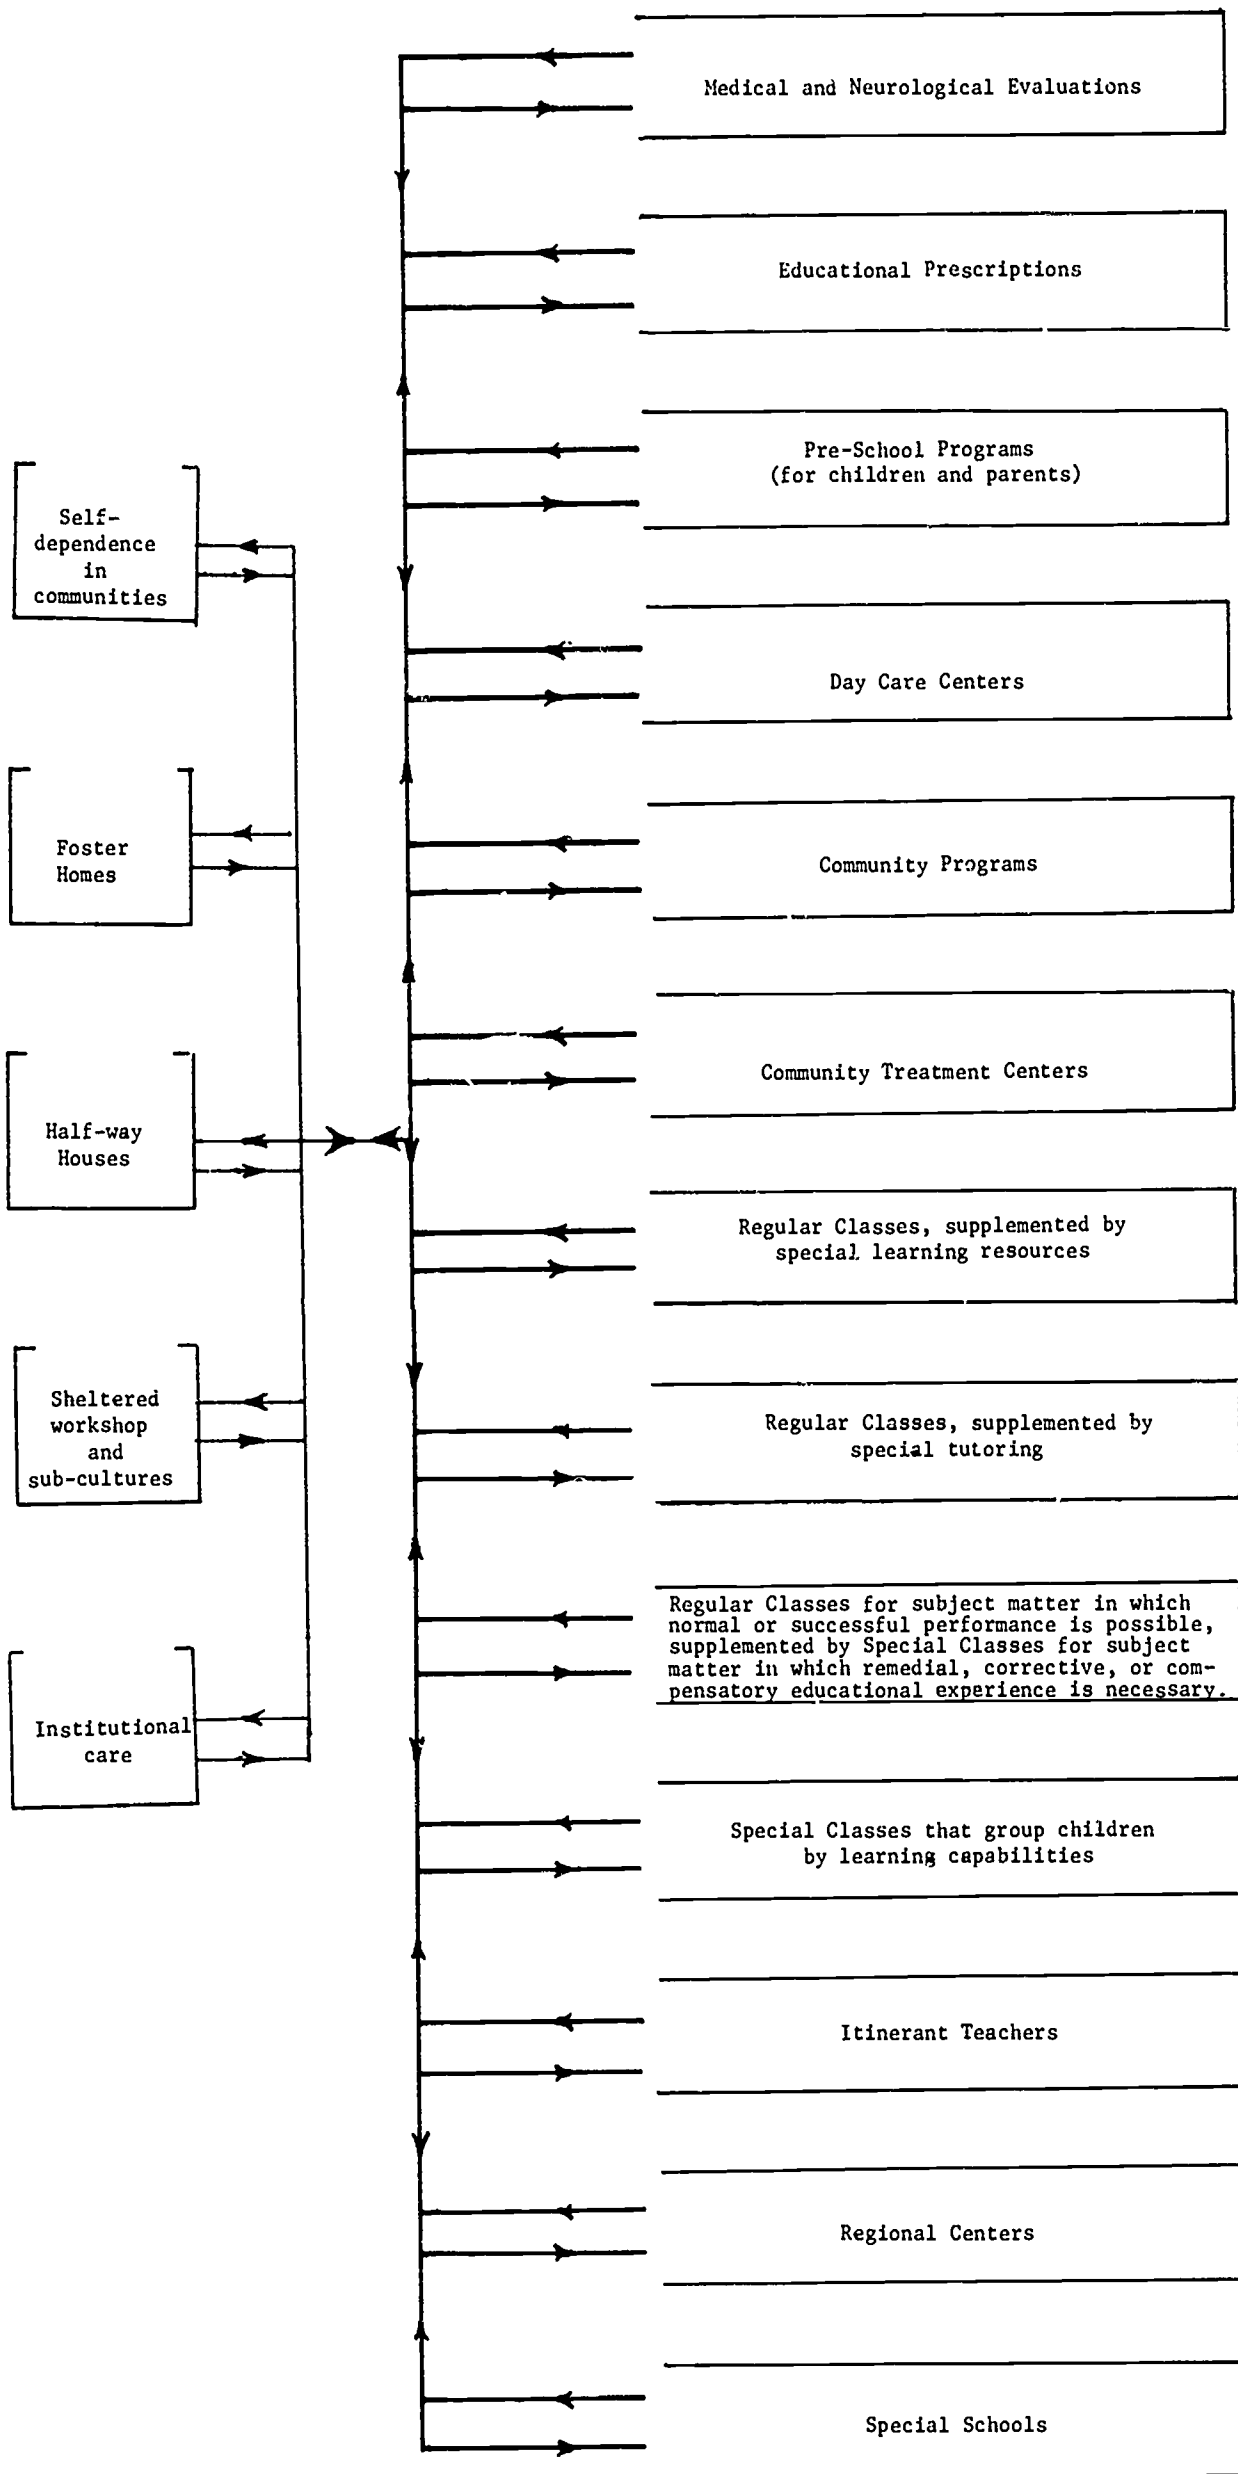 Medical and Neurological Evaluations
Educational Prescriptions
Pre-School Programs
(for children and parents)
Self-
dependence
in
communities
Day Care Centers
Foster
Homes
Community Programs
Community Treatment Centers
Half-way
Houses
Regular Classes, supplemented by
special learning resources
Sheltered
workshop
and
sub-cultures
Regular Classes, supplemented by
special tutoring
Regular Classes for subject matter in which
normal or successful performance is possible,
supplemented by Special Classes for subject
matter in which remedial, corrective, or com-
pensatory educational experience is necessary.
Institutional
care
Special Classes that group children
by learning capabilities
Itinerant Teachers
Regional Centers
Special Schools